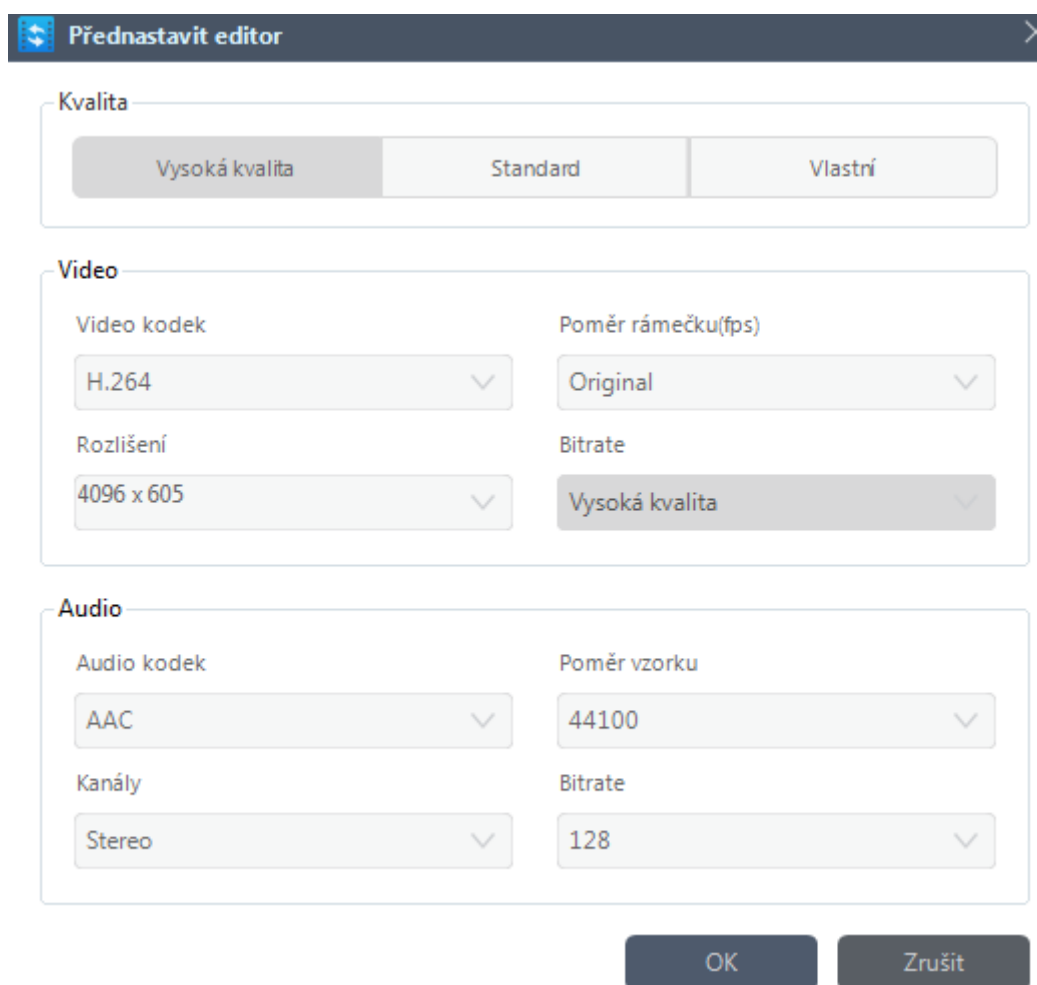 Přednastavit editor
Kvalita
Vysoká kvalita Standard Vlastní
Video
Video kodek Poměr rámečku(fps)
H.264 Original
Rozlišení Bitrate
4096 x 605 Vysoká kvalita
Audio
Audio kodek Poměr vzorku
AAC 44100
Kanály Bitrate
Stereo 128
OK Zrušit